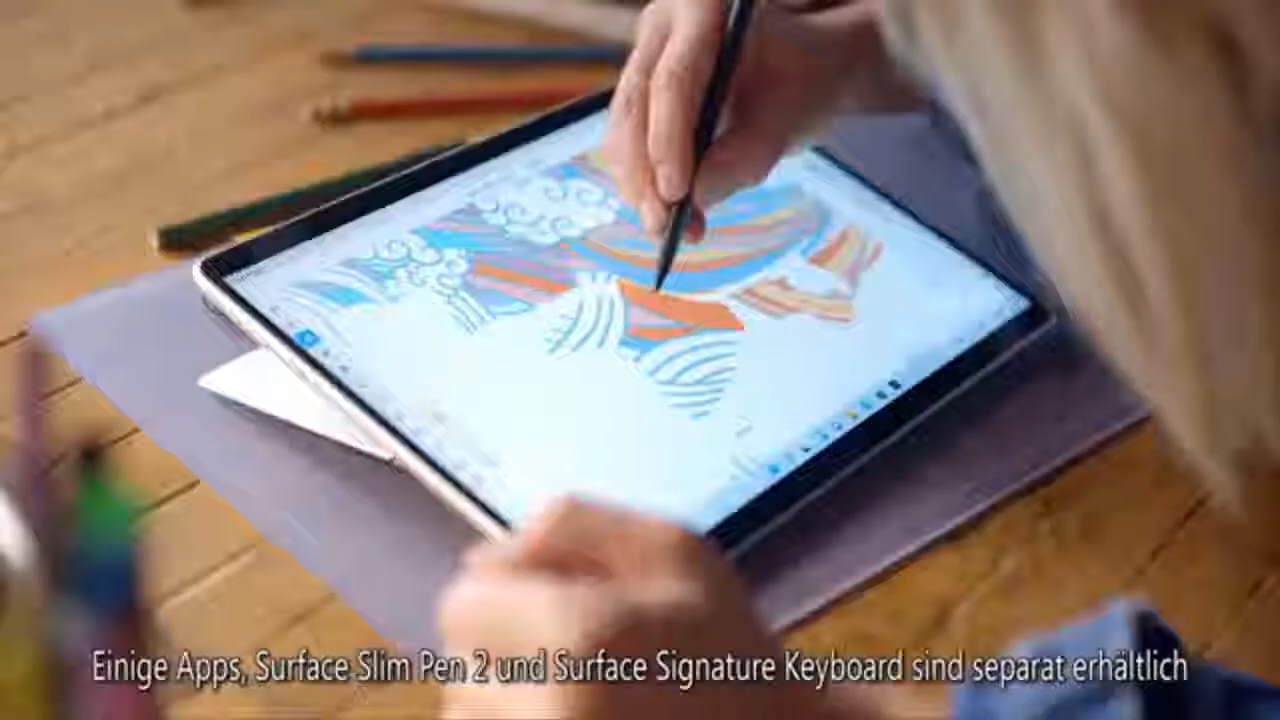 Einige Apps, Surface Slim Pen 2 und Surface Signature Keyboard sind separat erhältlich